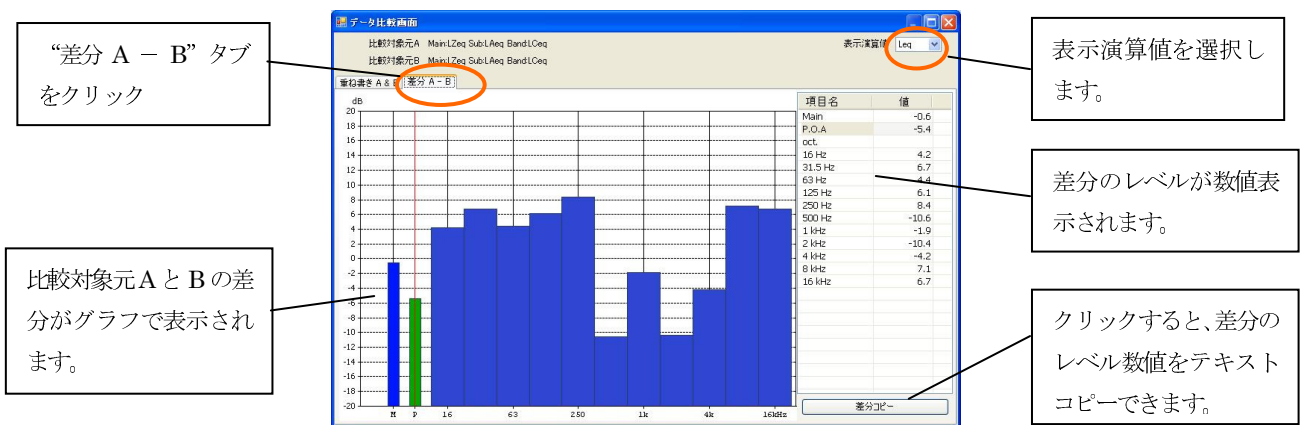 “差分 A － B”タブ
をクリック
比較対象元AとBの差
分がグラフで表示され
ます。
データ比較画面
比較対象元A Main:LZeq Sub:LAeq Band:LCeq
比較対象元B Main:LZeq Sub:LAeq Band:LCeq
表示演算値 Leq
重ね書き A & B 差分 A - B
dB
20
18
16
14
12
10
8
6
4
2
0
-2
-4
-6
-8
-10
-12
-14
-16
-18
-20
M P 16 63 250 1k 4k 16kHz
項目名 値
Main -0.6
P.O.A -5.4
oct.
16 Hz 4.2
31.5 Hz 6.7
63 Hz 4.4
125 Hz 6.1
250 Hz 8.4
500 Hz -10.6
1 kHz -1.9
2 kHz -10.4
4 kHz -4.2
8 kHz 7.1
16 kHz 6.7
差分コピー
表示演算値を選択し
ます。
差分のレベルが数値表
示されます。
クリックすると、差分の
レベル数値をテキスト
コピーできます。